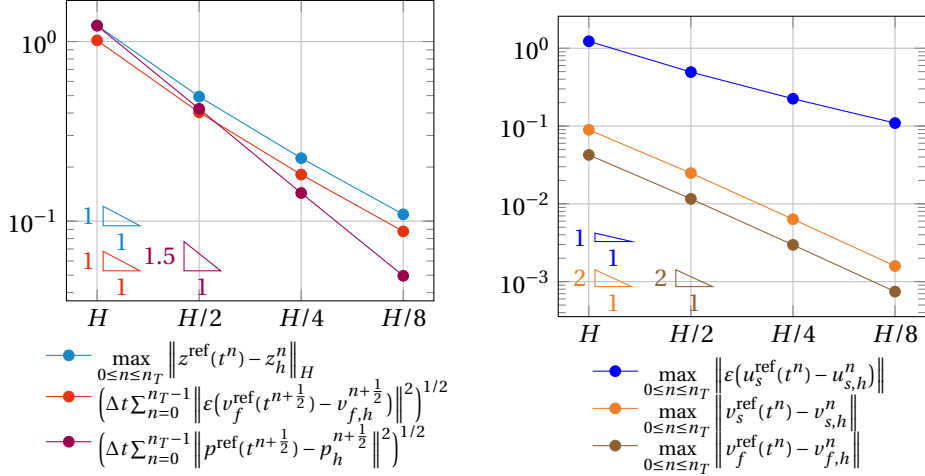 10^0
10^{-1}
1
1
1
1
1.5
1
H
H/2
H/4
H/8
max_{0≤n≤n_T} ‖z^{ref}(t^n) − z_h^n‖_H
(Δt ∑_{n=0}^{n_T−1} ‖ε(v_f^{ref}(t^{n+1/2}) − v_{f,h}^{n+1/2})‖^2)^{1/2}
(Δt ∑_{n=0}^{n_T−1} ‖p^{ref}(t^{n+1/2}) − p_h^{n+1/2}‖^2)^{1/2}
10^0
10^{-1}
10^{-2}
10^{-3}
1
1
2
1
2
1
H
H/2
H/4
H/8
max_{0≤n≤n_T} ‖ε(u_s^{ref}(t^n) − u_{s,h}^n)‖
max_{0≤n≤n_T} ‖v_s^{ref}(t^n) − v_{s,h}^n‖
max_{0≤n≤n_T} ‖v_f^{ref}(t^n) − v_{f,h}^n‖